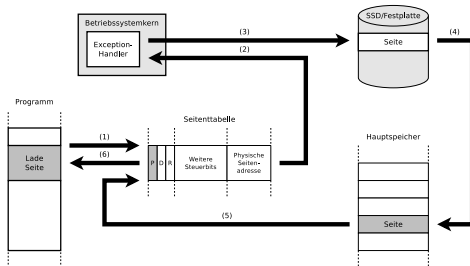 Betriebssystemkern
Exception-
Handler
SSD/Festplatte
Seite
(3)
(2)
(4)
Programm
Lade
Seite
(1)
(6)
Seitenttabelle
P D R
Weitere
Steuerbits
Physische
Seiten-
adresse
Hauptspeicher
Seite
(5)